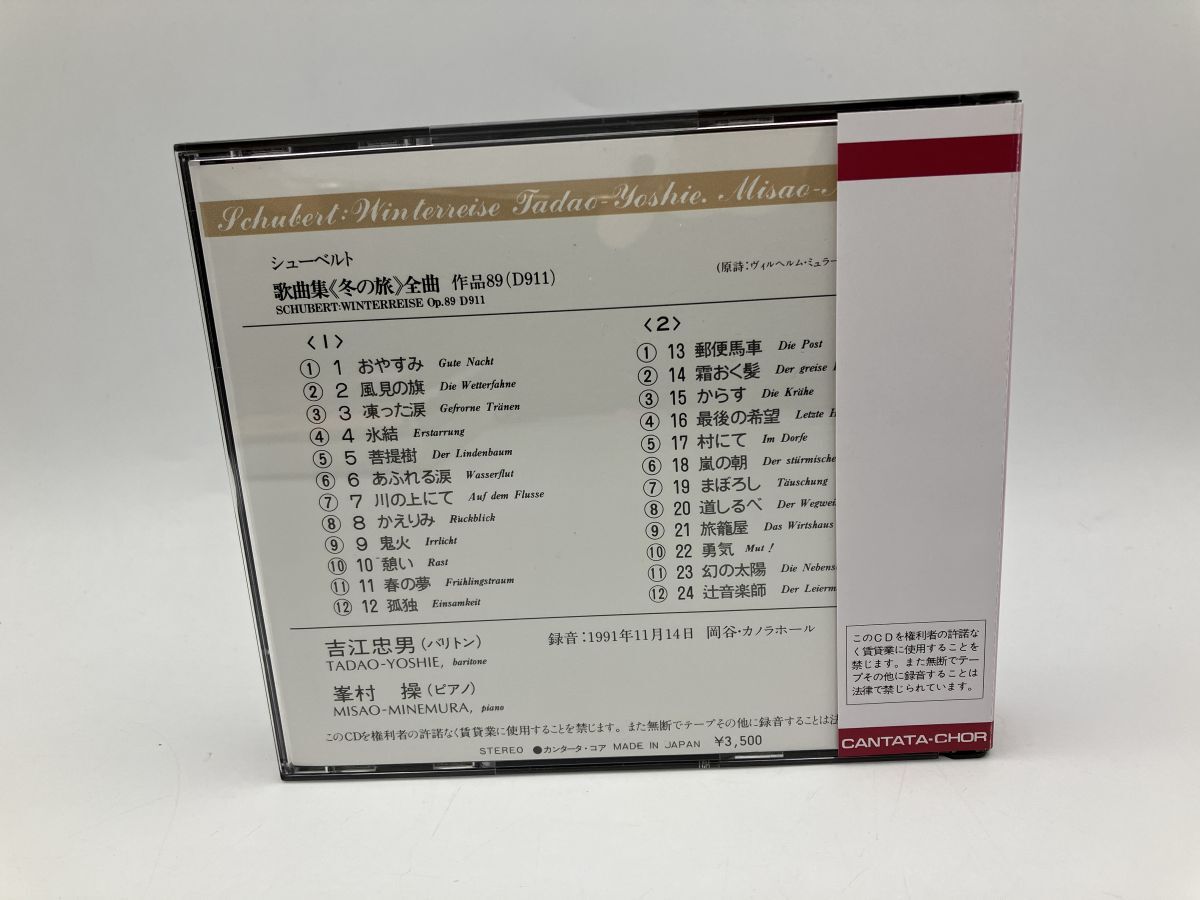 Schubert:Winterreise Tadao-Yoshie. Misao-
シューベルト
歌曲集《冬の旅》全曲 作品89(D911)
SCHUBERT:WINTERREISE Op.89 D911
(原詩:ヴィルヘルム・ミュラー
〈1〉
① 1 おやすみ Gute Nacht
② 2 風見の旗 Die Wetterfahne
③ 3 凍った涙 Gefrorne Tränen
④ 4 氷結 Erstarrung
⑤ 5 菩提樹 Der Lindenbaum
⑥ 6 あふれる涙 Wasserflut
⑦ 7 川の上にて Auf dem Flusse
⑧ 8 かえりみ Rückblick
⑨ 9 鬼火 Irrlicht
⑩ 10 憩い Rast
⑪ 11 春の夢 Frühlingstraum
⑫ 12 孤独 Einsamkeit
〈2〉
① 13 郵便馬車 Die Post
② 14 霜おく髪 Der greise
③ 15 からす Die Krähe
④ 16 最後の希望 Letzte H
⑤ 17 村にて Im Dorfe
⑥ 18 嵐の朝 Der stürmische
⑦ 19 まぼろし Täuschung
⑧ 20 道しるべ Der Wegwei
⑨ 21 旅籠屋 Das Wirtshaus
⑩ 22 勇気 Mut!
⑪ 23 幻の太陽 Die Nebens
⑫ 24 辻音楽師 Der Leierm
吉江忠男(バリトン)
TADAO-YOSHIE, baritone
録音:1991年11月14日 岡谷・カノラホール
峯村 操(ピアノ)
MISAO-MINEMURA, piano
このCDを権利者の許諾なく賃貸業に使用することを禁じます。また無断でテープその他に録音することは法
STEREO ●カンタータ・コア MADE IN JAPAN ¥3,500
このCDを権利者の許諾な
く賃貸業に使用することを
禁じます。また無断でテー
プその他に録音することは
法律で禁じられています。
CANTATA-CHOR